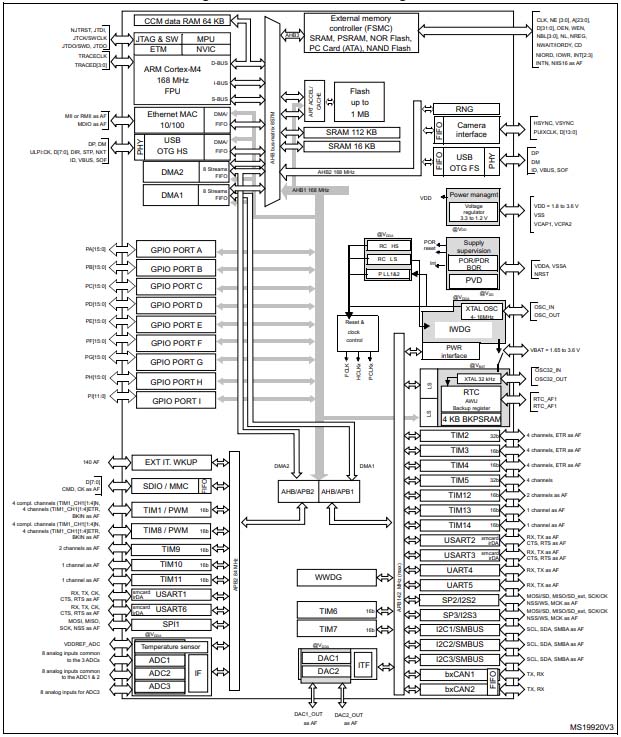 CCM data RAM 64 KB
External memory
controller (FSMC)
SRAM, PSRAM, NOR Flash,
PC Card (ATA), NAND Flash
CLK, NE [3:0], A[23:0],
D[31:0], OEN, WEN,
NBL[3:0], NL, NREG,
NWAIT/IORDY, CD
NIORD, IOWR, INT[2:3]
INTN, NIIS16 as AF
NJTRST, JTDI,
JTCK/SWCLK
JTDO/SWD, JTDO
TRACECLK
TRACED[3:0]
JTAG & SW
MPU
ETM
NVIC
ARM Cortex-M4
168 MHz
FPU
D-BUS
I-BUS
S-BUS
AHB3
AHB bus-matrix 8S7M
ART ACCEL/
CACHE
Flash
up to
1 MB
SRAM 112 KB
SRAM 16 KB
MII or RMII as AF
MDIO as AF
Ethernet MAC
10/100
DMA/
FIFO
DP, DM
ULPI:CK, D[7:0], DIR, STP, NXT
ID, VBUS, SOF
PHY
USB
OTG HS
DMA/
FIFO
DMA2
8 Streams
FIFO
DMA1
8 Streams
FIFO
RNG
FIFO
Camera
interface
HSYNC, VSYNC
PUIXCLK, D[13:0]
FIFO
USB
OTG FS
PHY
DP
DM
ID, VBUS, SOF
AHB2 168 MHz
AHB1 168 MHz
VDD
Power managmt
Voltage
regulator
3.3 to 1.2 V
VDD = 1.8 to 3.6 V
VSS
VCAP1, VCPA2
@VDD
@VDDA
POR
reset
Int
Supply
supervision
POR/PDR
BOR
PVD
VDDA, VSSA
NRST
RC HS
RC LS
PLL1&2
@VDDA
@VDD
XTAL OSC
4- 16MHz
OSC_IN
OSC_OUT
IWDG
PWR
interface
VBAT = 1.65 to 3.6 V
@VBAT
Reset &
clock
control
FCLK
HCLKx
PCLKx
LS
LS
XTAL 32 kHz
OSC32_IN
OSC32_OUT
RTC
AWU
Backup register
RTC_AF1
RTC_AF1
4 KB BKPSRAM
PA[15:0]
GPIO PORT A
PB[15:0]
GPIO PORT B
PC[15:0]
GPIO PORT C
PD[15:0]
GPIO PORT D
PE[15:0]
GPIO PORT E
PF[15:0]
GPIO PORT F
PG[15:0]
GPIO PORT G
PH[15:0]
GPIO PORT H
PI[11:0]
GPIO PORT I
DMA2
DMA1
AHB/APB2
AHB/APB1
140 AF
EXT IT. WKUP
D[7:0]
CMD, CK as AF
SDIO / MMC
FIFO
4 compl. channels (TIM1_CH1[1:4]N,
4 channels (TIM1_CH1[1:4]ETR,
BKIN as AF
TIM1 / PWM
16b
4 compl. channels (TIM1_CH1[1:4]N,
4 channels (TIM1_CH1[1:4]ETR,
BKIN as AF
TIM8 / PWM
16b
2 channels as AF
TIM9
16b
1 channel as AF
TIM10
16b
1 channel as AF
TIM11
16b
RX, TX, CK,
CTS, RTS as AF
smcard
irDA
USART1
RX, TX, CK,
CTS, RTS as AF
smcard
irDA
USART6
MOSI, MISO,
SCK, NSS as AF
SPI1
APB2 84 MHz
VDDREF_ADC
8 analog inputs common
to the 3 ADCs
8 analog inputs common
to the ADC1 & 2
8 analog inputs for ADC3
@VDDA
Temperature sensor
ADC1
ADC2
ADC3
IF
WWDG
TIM6
16b
TIM7
16b
@VDDA
DAC1
DAC2
ITF
DAC1_OUT
as AF
DAC2_OUT
as AF
APB1 42 MHz (max)
TIM2
32b
4 channels, ETR as AF
TIM3
16b
4 channels, ETR as AF
TIM4
16b
4 channels, ETR as AF
TIM5
32b
4 channels
TIM12
16b
2 channels as AF
TIM13
16b
1 channel as AF
TIM14
16b
1 channel as AF
USART2
smcard
irDA
RX, TX as AF
CTS, RTS as AF
USART3
smcard
irDA
RX, TX as AF
CTS, RTS as AF
UART4
RX, TX as AF
UART5
RX, TX as AF
SP2/I2S2
MOSI/SD, MISO/SD_ext, SCK/CK
NSS/WS, MCK as AF
SP3/I2S3
MOSI/SD, MISO/SD_ext, SCK/CK
NSS/WS, MCK as AF
I2C1/SMBUS
SCL, SDA, SMBA as AF
I2C2/SMBUS
SCL, SDA, SMBA as AF
I2C3/SMBUS
SCL, SDA, SMBA as AF
bxCAN1
TX, RX
bxCAN2
FIFO
TX, RX
MS19920V3